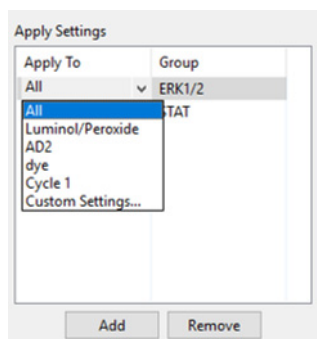 Apply Settings
Apply To Group
All ERK1/2
All STAT
Luminol/Peroxide
AD2
dye
Cycle 1
Custom Settings...
Add Remove